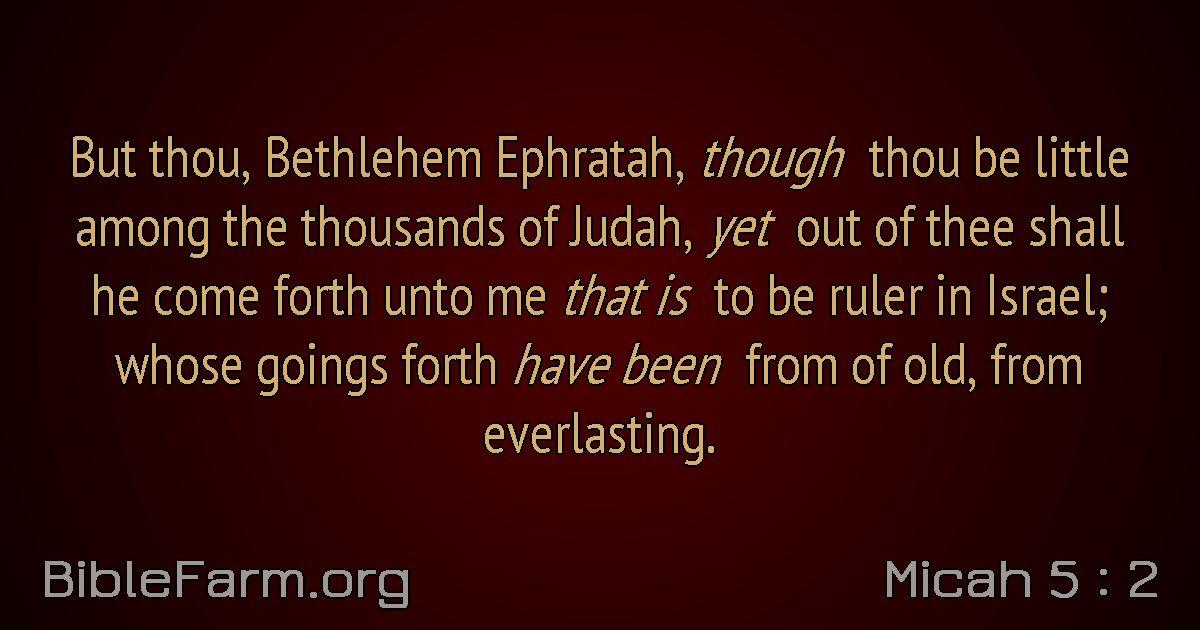 But thou, Bethlehem Ephratah, though thou be little
among the thousands of Judah, yet out of thee shall
he come forth unto me that is to be ruler in Israel;
whose goings forth have been from of old, from
everlasting.
BibleFarm.org
Micah 5 : 2